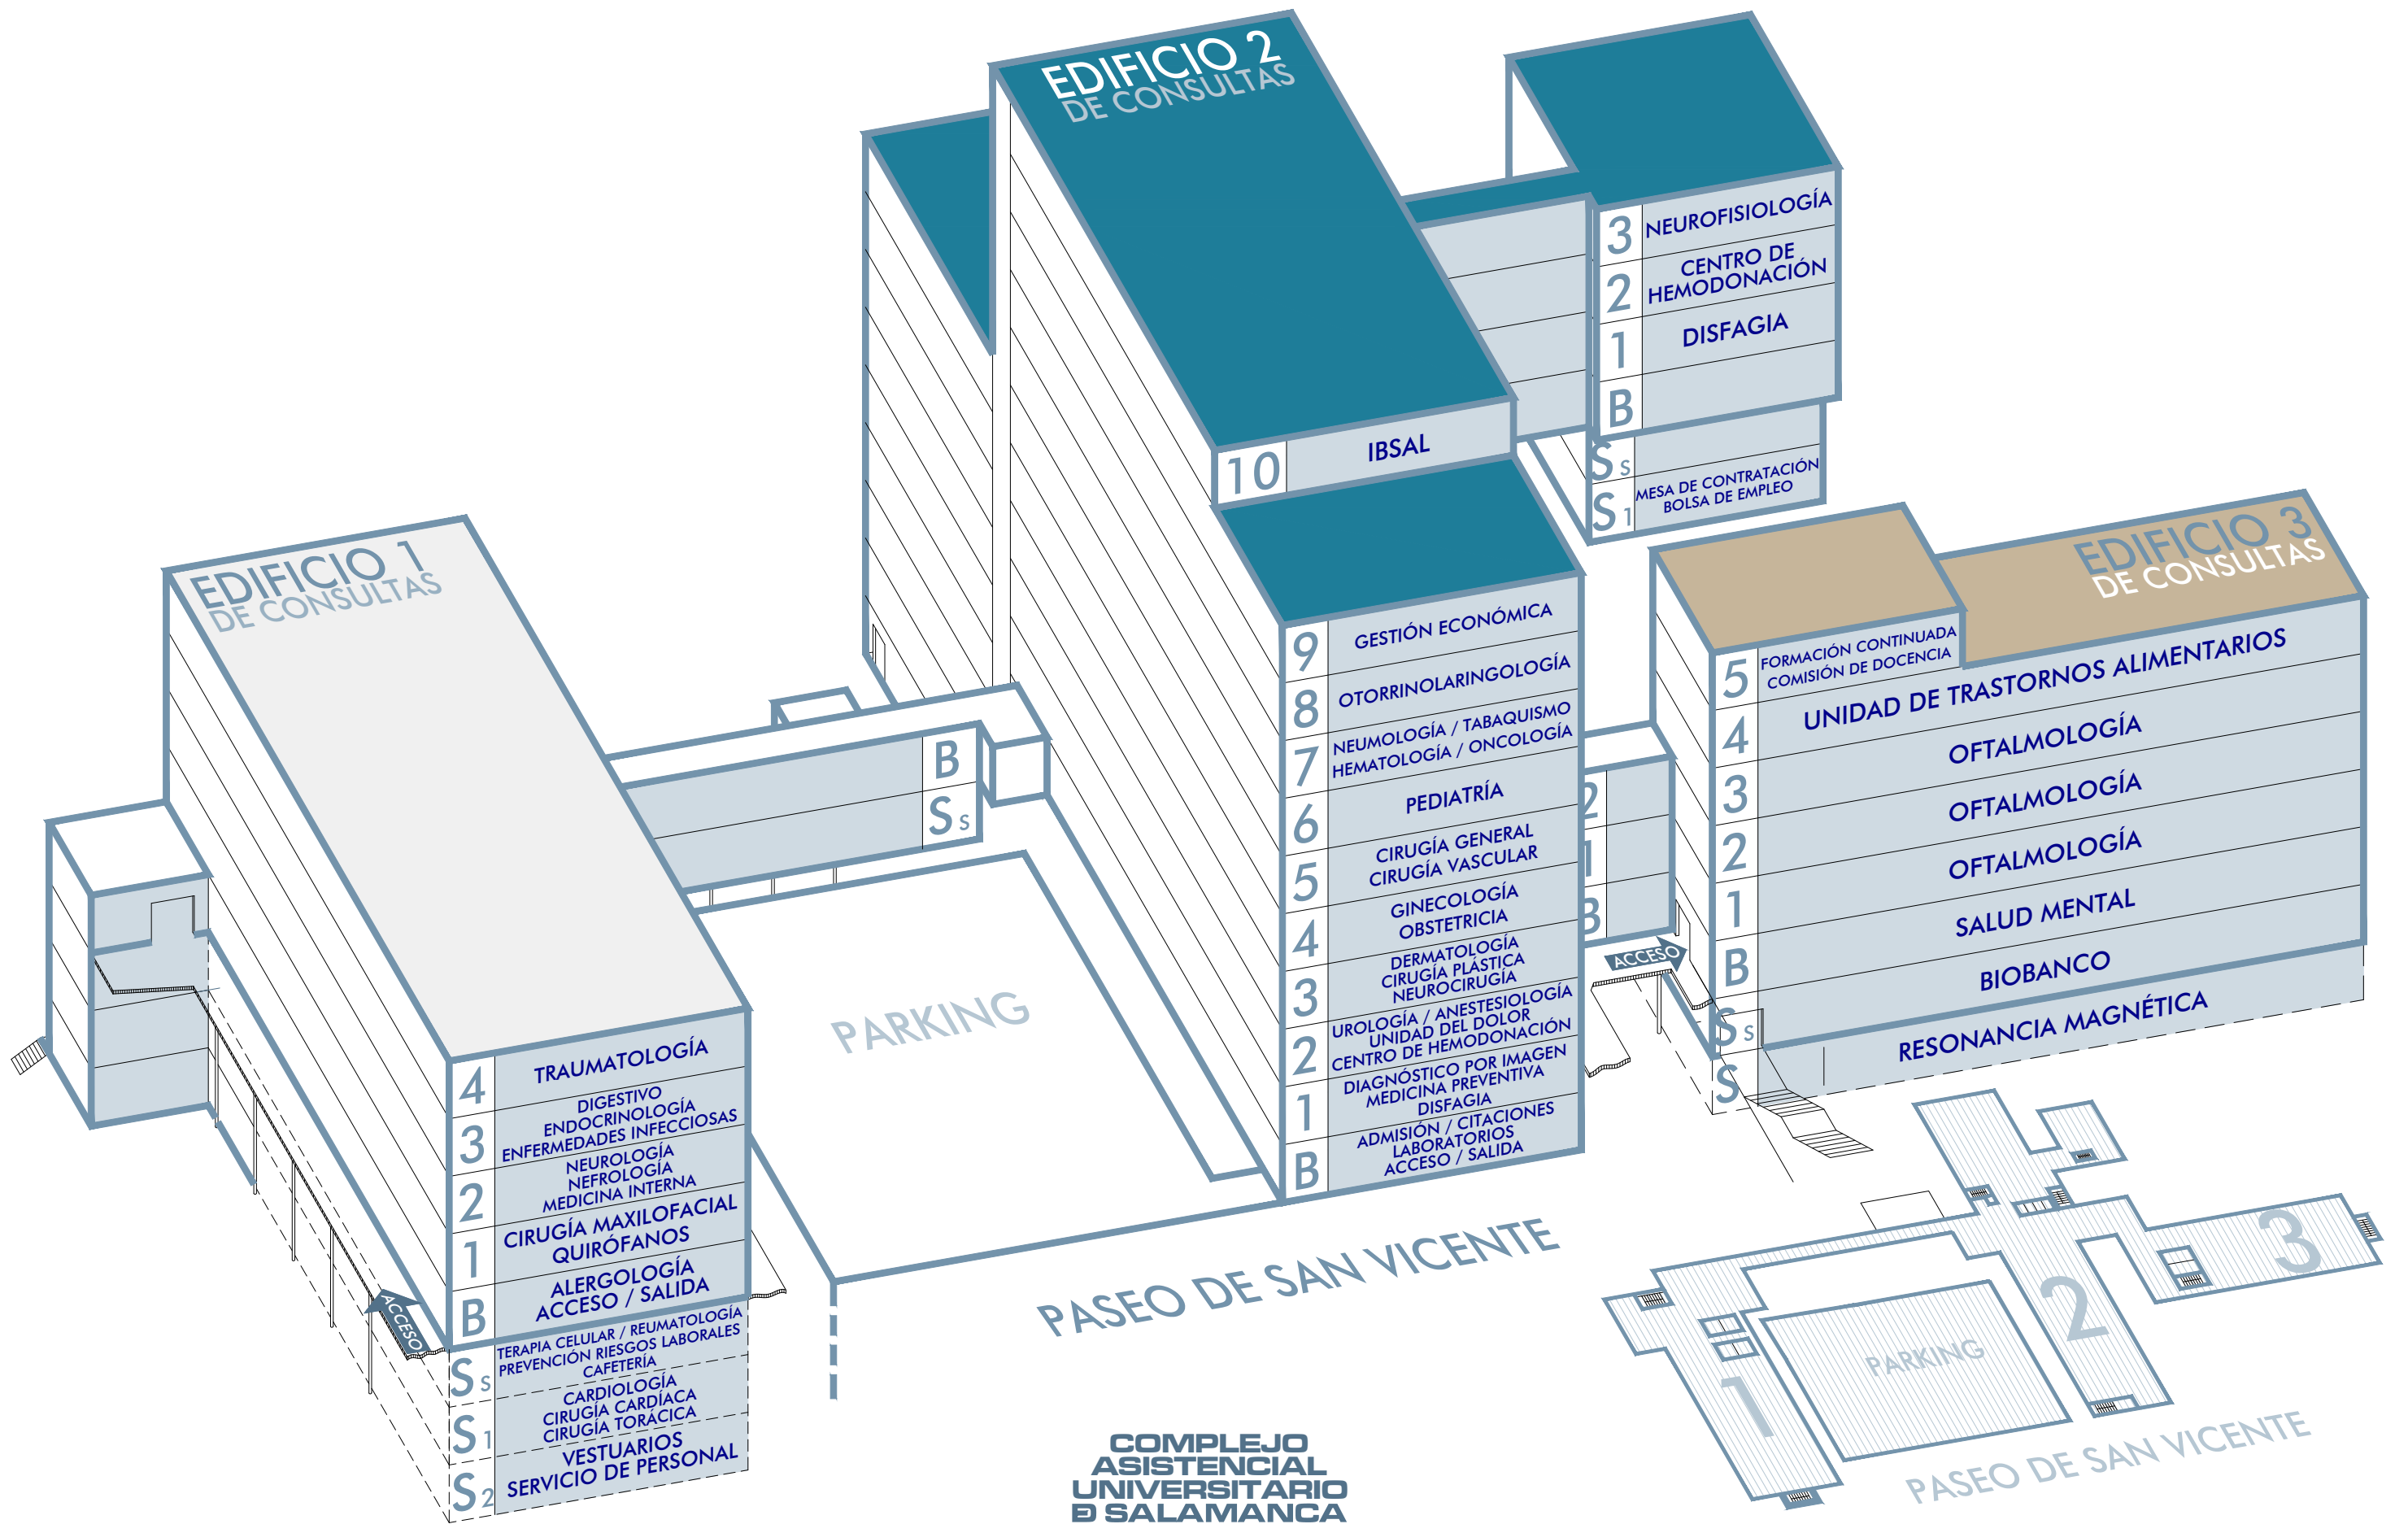 EDIFICIO 2
DE CONSULTAS
3 NEUROFISIOLOGÍA
2 CENTRO DE
HEMODONACIÓN
1 DISFAGIA
B
Ss
S1 MESA DE CONTRATACIÓN
BOLSA DE EMPLEO
10 IBSAL
9 GESTIÓN ECONÓMICA
8 OTORRINOLARINGOLOGÍA
7 NEUMOLOGÍA / TABAQUISMO
HEMATOLOGÍA / ONCOLOGÍA
6 PEDIATRÍA
5 CIRUGÍA GENERAL
CIRUGÍA VASCULAR
4 GINECOLOGÍA
OBSTETRICIA
3 DERMATOLOGÍA
CIRUGÍA PLÁSTICA
NEUROCIRUGÍA
2 UROLOGÍA / ANESTESIOLOGÍA
UNIDAD DEL DOLOR
CENTRO DE HEMODONACIÓN
1 DIAGNÓSTICO POR IMAGEN
MEDICINA PREVENTIVA
DISFAGIA
B ADMISIÓN / CITACIONES
LABORATORIOS
ACCESO / SALIDA
2
1
B
ACCESO
EDIFICIO 3
DE CONSULTAS
5 FORMACIÓN CONTINUADA
COMISIÓN DE DOCENCIA
4 UNIDAD DE TRASTORNOS ALIMENTARIOS
3 OFTALMOLOGÍA
2 OFTALMOLOGÍA
1 OFTALMOLOGÍA
B SALUD MENTAL
Ss BIOBANCO
S RESONANCIA MAGNÉTICA
EDIFICIO 1
DE CONSULTAS
B
Ss
PARKING
4 TRAUMATOLOGÍA
3 DIGESTIVO
ENDOCRINOLOGÍA
ENFERMEDADES INFECCIOSAS
2 NEUROLOGÍA
NEFROLOGÍA
MEDICINA INTERNA
1 CIRUGÍA MAXILOFACIAL
QUIRÓFANOS
B ALERGOLOGÍA
ACCESO / SALIDA
ACCESO
Ss TERAPIA CELULAR / REUMATOLOGÍA
PREVENCIÓN RIESGOS LABORALES
CAFETERÍA
S1 CARDIOLOGÍA
CIRUGÍA CARDÍACA
CIRUGÍA TORÁCICA
S2 VESTUARIOS
SERVICIO DE PERSONAL
PASEO DE SAN VICENTE
1
2
3
PARKING
PASEO DE SAN VICENTE
COMPLEJO
ASISTENCIAL
UNIVERSITARIO
DE SALAMANCA